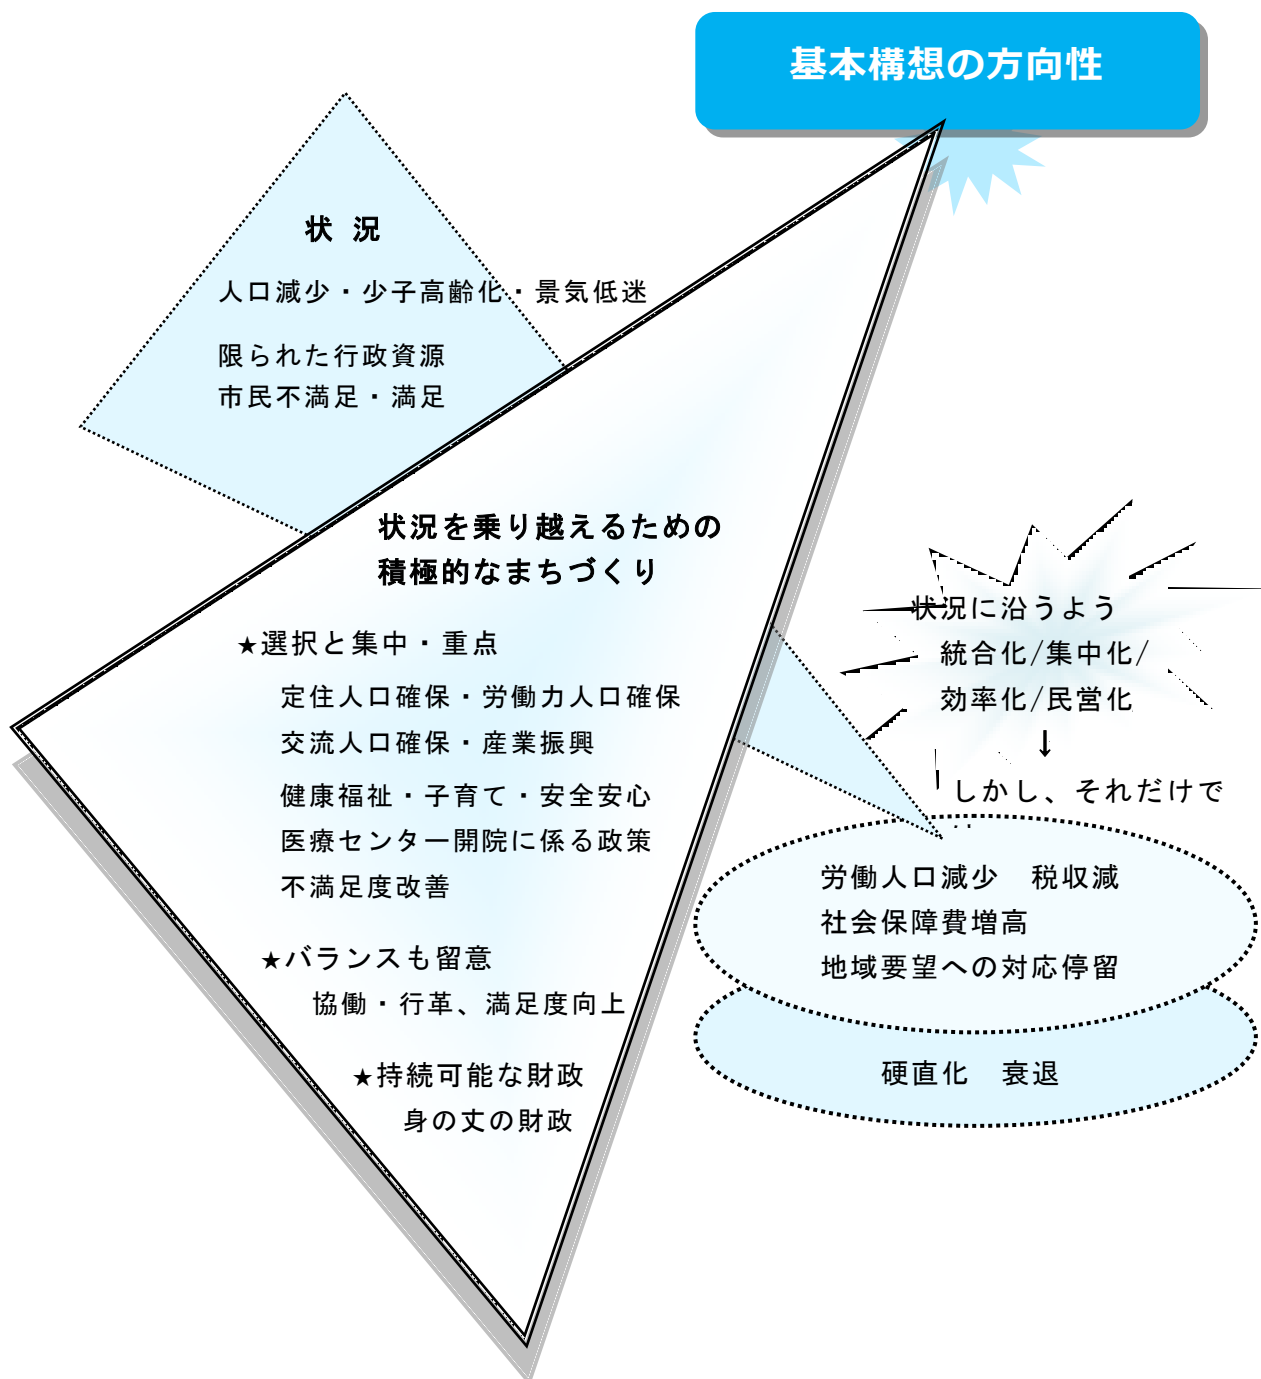 基本構想の方向性
状 況
人口減少・少子高齢化・景気低迷
限られた行政資源
市民不満足・満足
状況を乗り越えるための
積極的なまちづくり
★選択と集中・重点
定住人口確保・労働力人口確保
交流人口確保・産業振興
健康福祉・子育て・安全安心
医療センター開院に係る政策
不満足度改善
★バランスも留意
協働・行革、満足度向上
★持続可能な財政
身の丈の財政
状況に沿うよう
統合化/集中化/
効率化/民営化
↓
しかし、それだけで
労働人口減少　税収減
社会保障費増高
地域要望への対応停留
硬直化　衰退